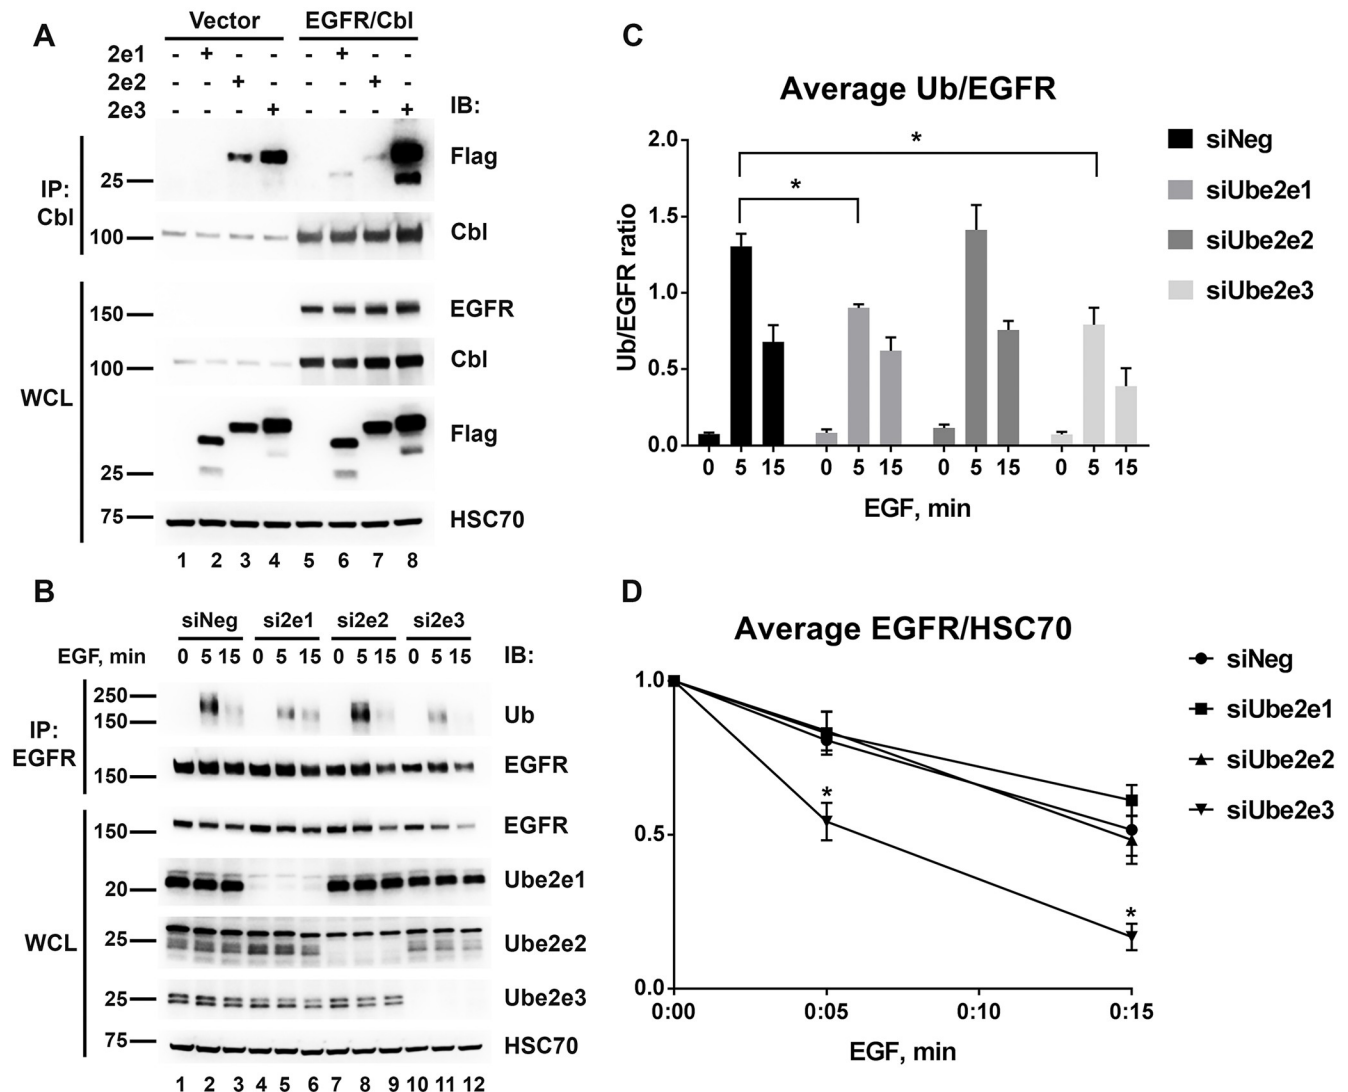 A
Vector EGFR/Cbl
2e1 - + - - - + - -
2e2 - - + - - - + -
2e3 - - - + - - - + IB:
IP:
Cbl
Flag
25
Cbl
100
WCL
EGFR
150
Cbl
100
Flag
25
HSC70
75
1 2 3 4 5 6 7 8
B
siNeg si2e1 si2e2 si2e3
EGF, min 0 5 15 0 5 15 0 5 15 0 5 15 IB:
IP:
EGFR
250
150
Ub
150
EGFR
WCL
150
EGFR
20
Ube2e1
25
Ube2e2
25
Ube2e3
75
HSC70
1 2 3 4 5 6 7 8 9 10 11 12
C
Average Ub/EGFR
2.0
1.5
1.0
0.5
0.0
Ub/EGFR ratio
*
*
0 5 15 0 5 15 0 5 15 0 5 15
EGF, min
siNeg
siUbe2e1
siUbe2e2
siUbe2e3
D
Average EGFR/HSC70
1.0
0.5
0.0
*
*
0:00 0:05 0:10 0:15
EGF, min
siNeg
siUbe2e1
siUbe2e2
siUbe2e3